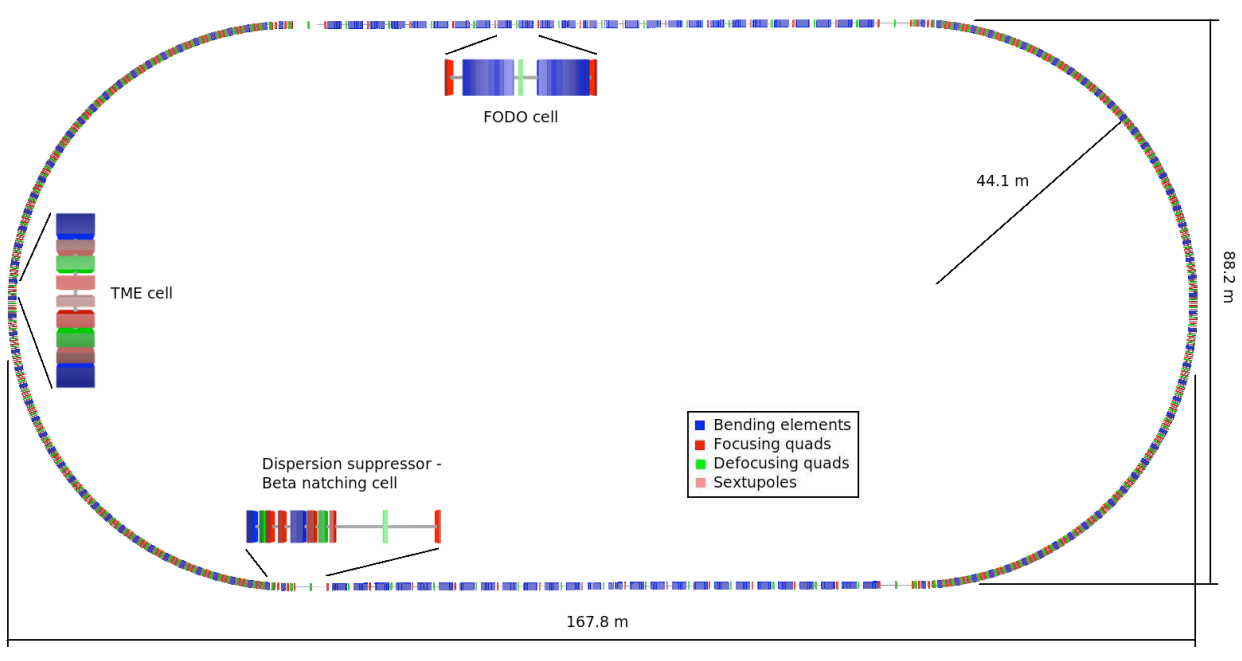 FODO cell
44.1 m
88.2 m
TME cell
Bending elements
Focusing quads
Defocusing quads
Sextupoles
Dispersion suppressor -
Beta natching cell
167.8 m